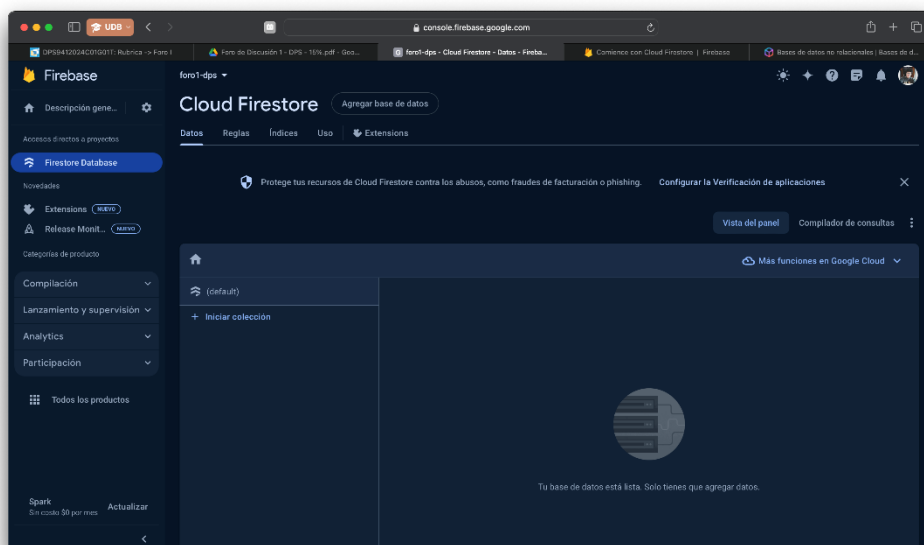 UDB
console.firebase.google.com
DPS9412024C01G01T: Rubrica -> Foro I
Foro de Discusión 1 - DPS - 15%.pdf - Goo...
foro1-dps - Cloud Firestore - Datos - Fireba...
Comience con Cloud Firestore | Firebase
Bases de datos no relacionales | Bases de d...
Firebase
foro1-dps
Descripción gene...
Cloud Firestore
Agregar base de datos
Datos
Reglas
Índices
Uso
Extensions
Accesos directos a proyectos
Firestore Database
Novedades
Protege tus recursos de Cloud Firestore contra los abusos, como fraudes de facturación o phishing.
Configurar la Verificación de aplicaciones
Extensions NUEVO
Release Monit... NUEVO
Vista del panel
Compilador de consultas
Categorías de producto
Más funciones en Google Cloud
Compilación
Lanzamiento y supervisión
Analytics
Participación
(default)
+ Iniciar colección
Todos los productos
Tu base de datos está lista. Solo tienes que agregar datos.
Spark
Sin costo $0 por mes
Actualizar